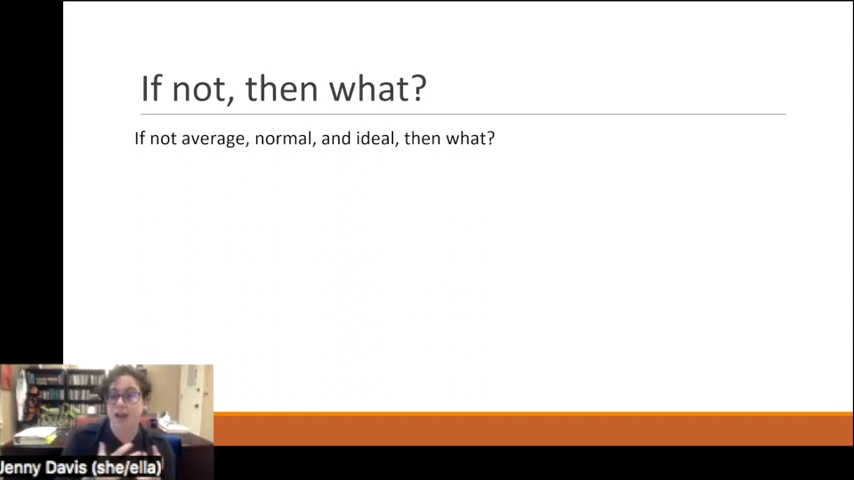 If not, then what?
If not average, normal, and ideal, then what?
Jenny Davis (she/ella)